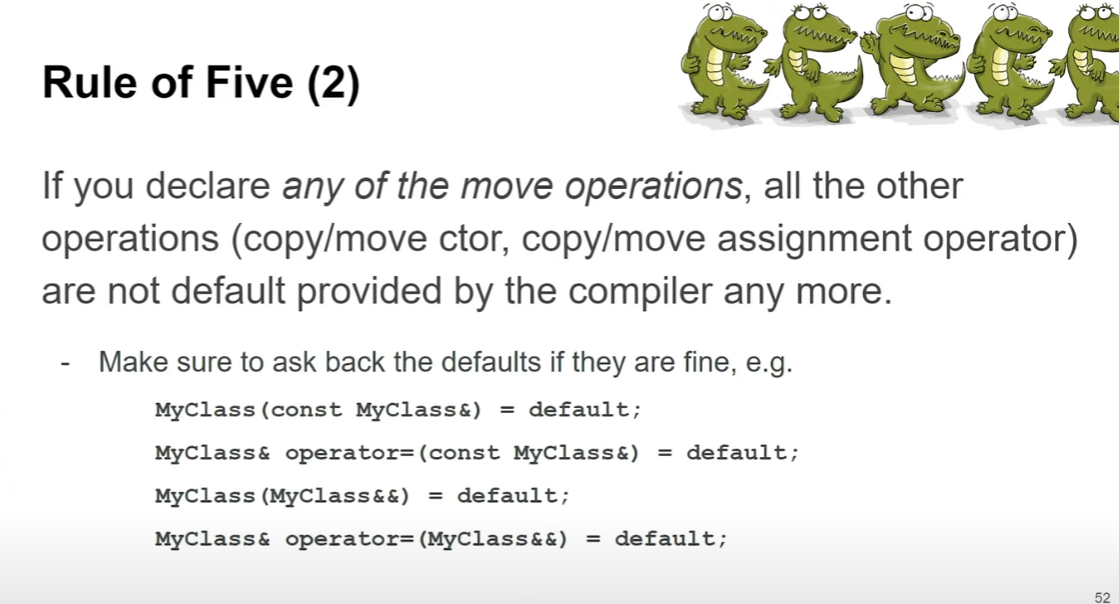 Rule of Five (2)
If you declare any of the move operations, all the other
operations (copy/move ctor, copy/move assignment operator)
are not default provided by the compiler any more.
- Make sure to ask back the defaults if they are fine, e.g.
MyClass(const MyClass&) = default;
MyClass& operator=(const MyClass&) = default;
MyClass(MyClass&&) = default;
MyClass& operator=(MyClass&&) = default;
52